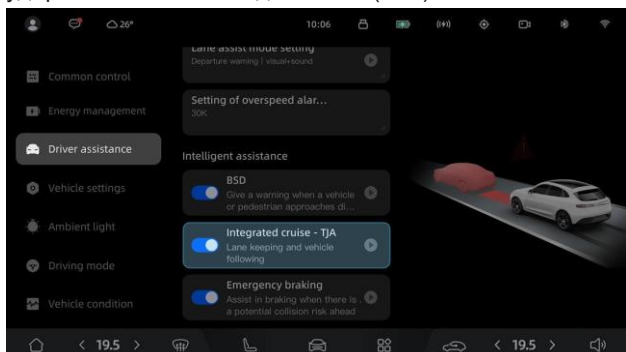 26°
10:06
Lane assist mode setting
Departure warning | visual+sound
Common control
Setting of overspeed alar...
30K
Energy management
Driver assistance
Intelligent assistance
BSD
Give a warning when a vehicle
or pedestrian approaches di...
Vehicle settings
Integrated cruise - TJA
Lane keeping and vehicle
following
Ambient light
Driving mode
Emergency braking
Assist in braking when there is
a potential collision risk ahead
Vehicle condition
< 19.5 >
< 19.5 >